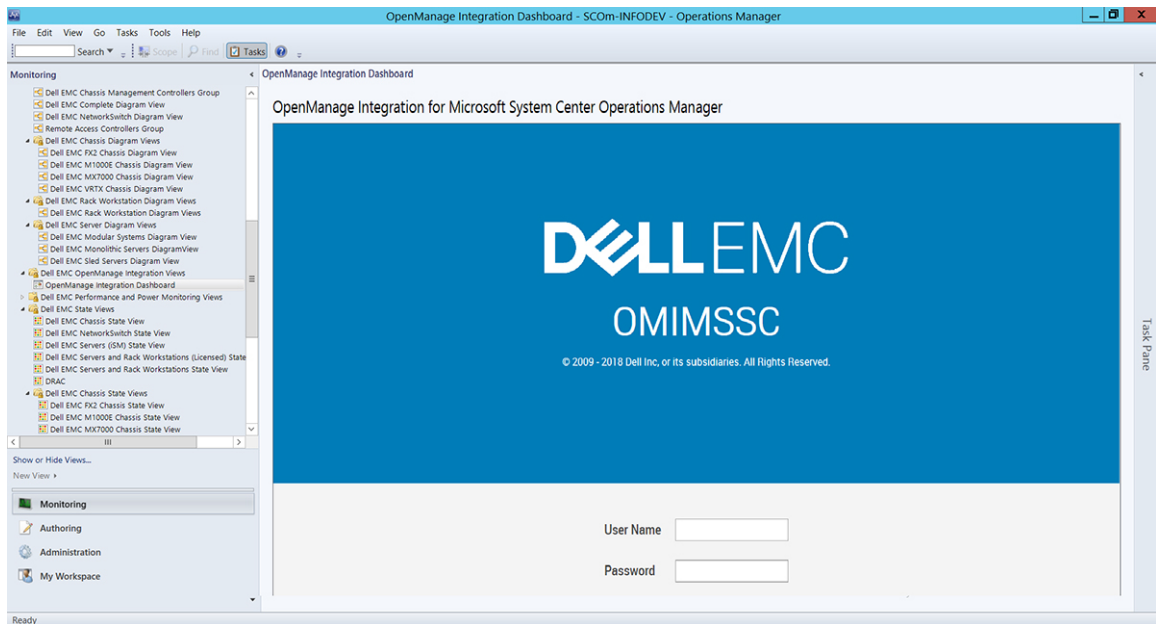 OpenManage Integration Dashboard - SCOm-INFODEV - Operations Manager
File Edit View Go Tasks Tools Help
Search Scope Find Tasks
Monitoring
Dell EMC Chassis Management Controllers Group
Dell EMC Complete Diagram View
Dell EMC NetworkSwitch Diagram View
Remote Access Controllers Group
Dell EMC Chassis Diagram Views
Dell EMC FX2 Chassis Diagram View
Dell EMC M1000E Chassis Diagram View
Dell EMC MX7000 Chassis Diagram View
Dell EMC VRTX Chassis Diagram View
Dell EMC Rack Workstation Diagram Views
Dell EMC Rack Workstation Diagram Views
Dell EMC Server Diagram Views
Dell EMC Modular Systems Diagram View
Dell EMC Monolithic Servers DiagramView
Dell EMC Sled Servers Diagram View
Dell EMC OpenManage Integration Views
OpenManage Integration Dashboard
Dell EMC Performance and Power Monitoring Views
Dell EMC State Views
Dell EMC Chassis State View
Dell EMC NetworkSwitch State View
Dell EMC Servers (iSM) State View
Dell EMC Servers and Rack Workstations (Licensed) State
Dell EMC Servers and Rack Workstations State View
DRAC
Dell EMC Chassis State Views
Dell EMC FX2 Chassis State View
Dell EMC M1000E Chassis State View
Dell EMC MX7000 Chassis State View
Show or Hide Views...
New View
Monitoring
Authoring
Administration
My Workspace
OpenManage Integration Dashboard
OpenManage Integration for Microsoft System Center Operations Manager
DELL EMC
OMIMSSC
© 2009 - 2018 Dell Inc, or its subsidiaries. All Rights Reserved.
User Name
Password
Task Pane
Ready